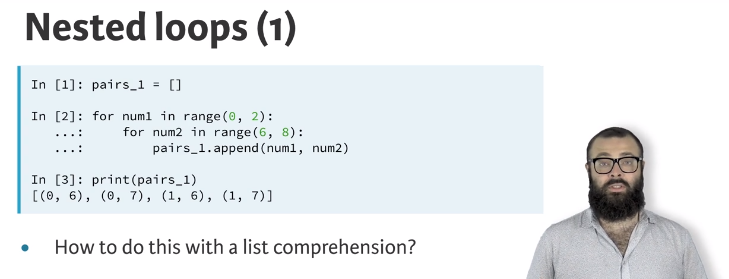 Nested loops (1)
In [1]: pairs_1 = []
In [2]: for num1 in range(0, 2):
...:     for num2 in range(6, 8):
...:         pairs_1.append(num1, num2)
In [3]: print(pairs_1)
[(0, 6), (0, 7), (1, 6), (1, 7)]
• How to do this with a list comprehension?